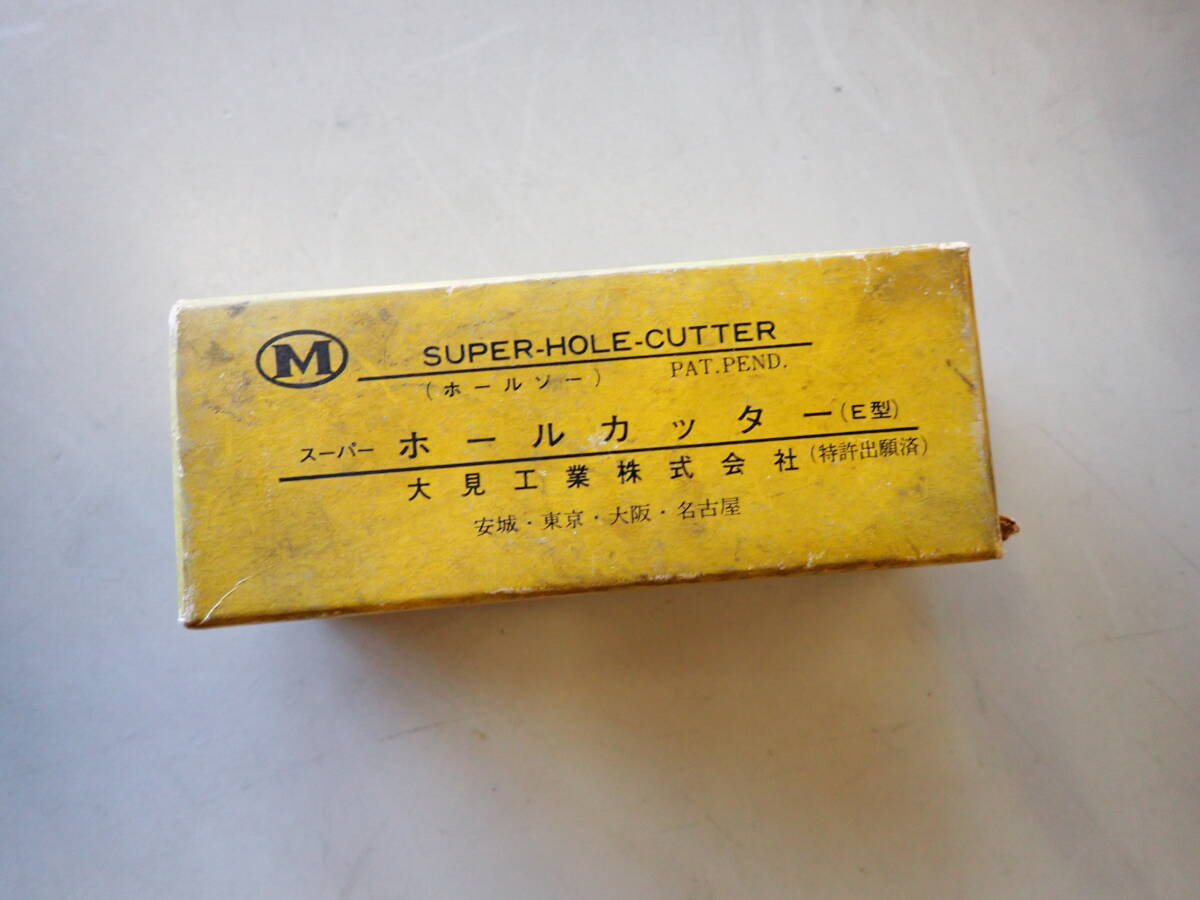 M SUPER-HOLE-CUTTER
(ホールソー) PAT.PEND.
スーパー ホールカッター(E型)
大見工業株式会社(特許出願済)
安城・東京・大阪・名古屋